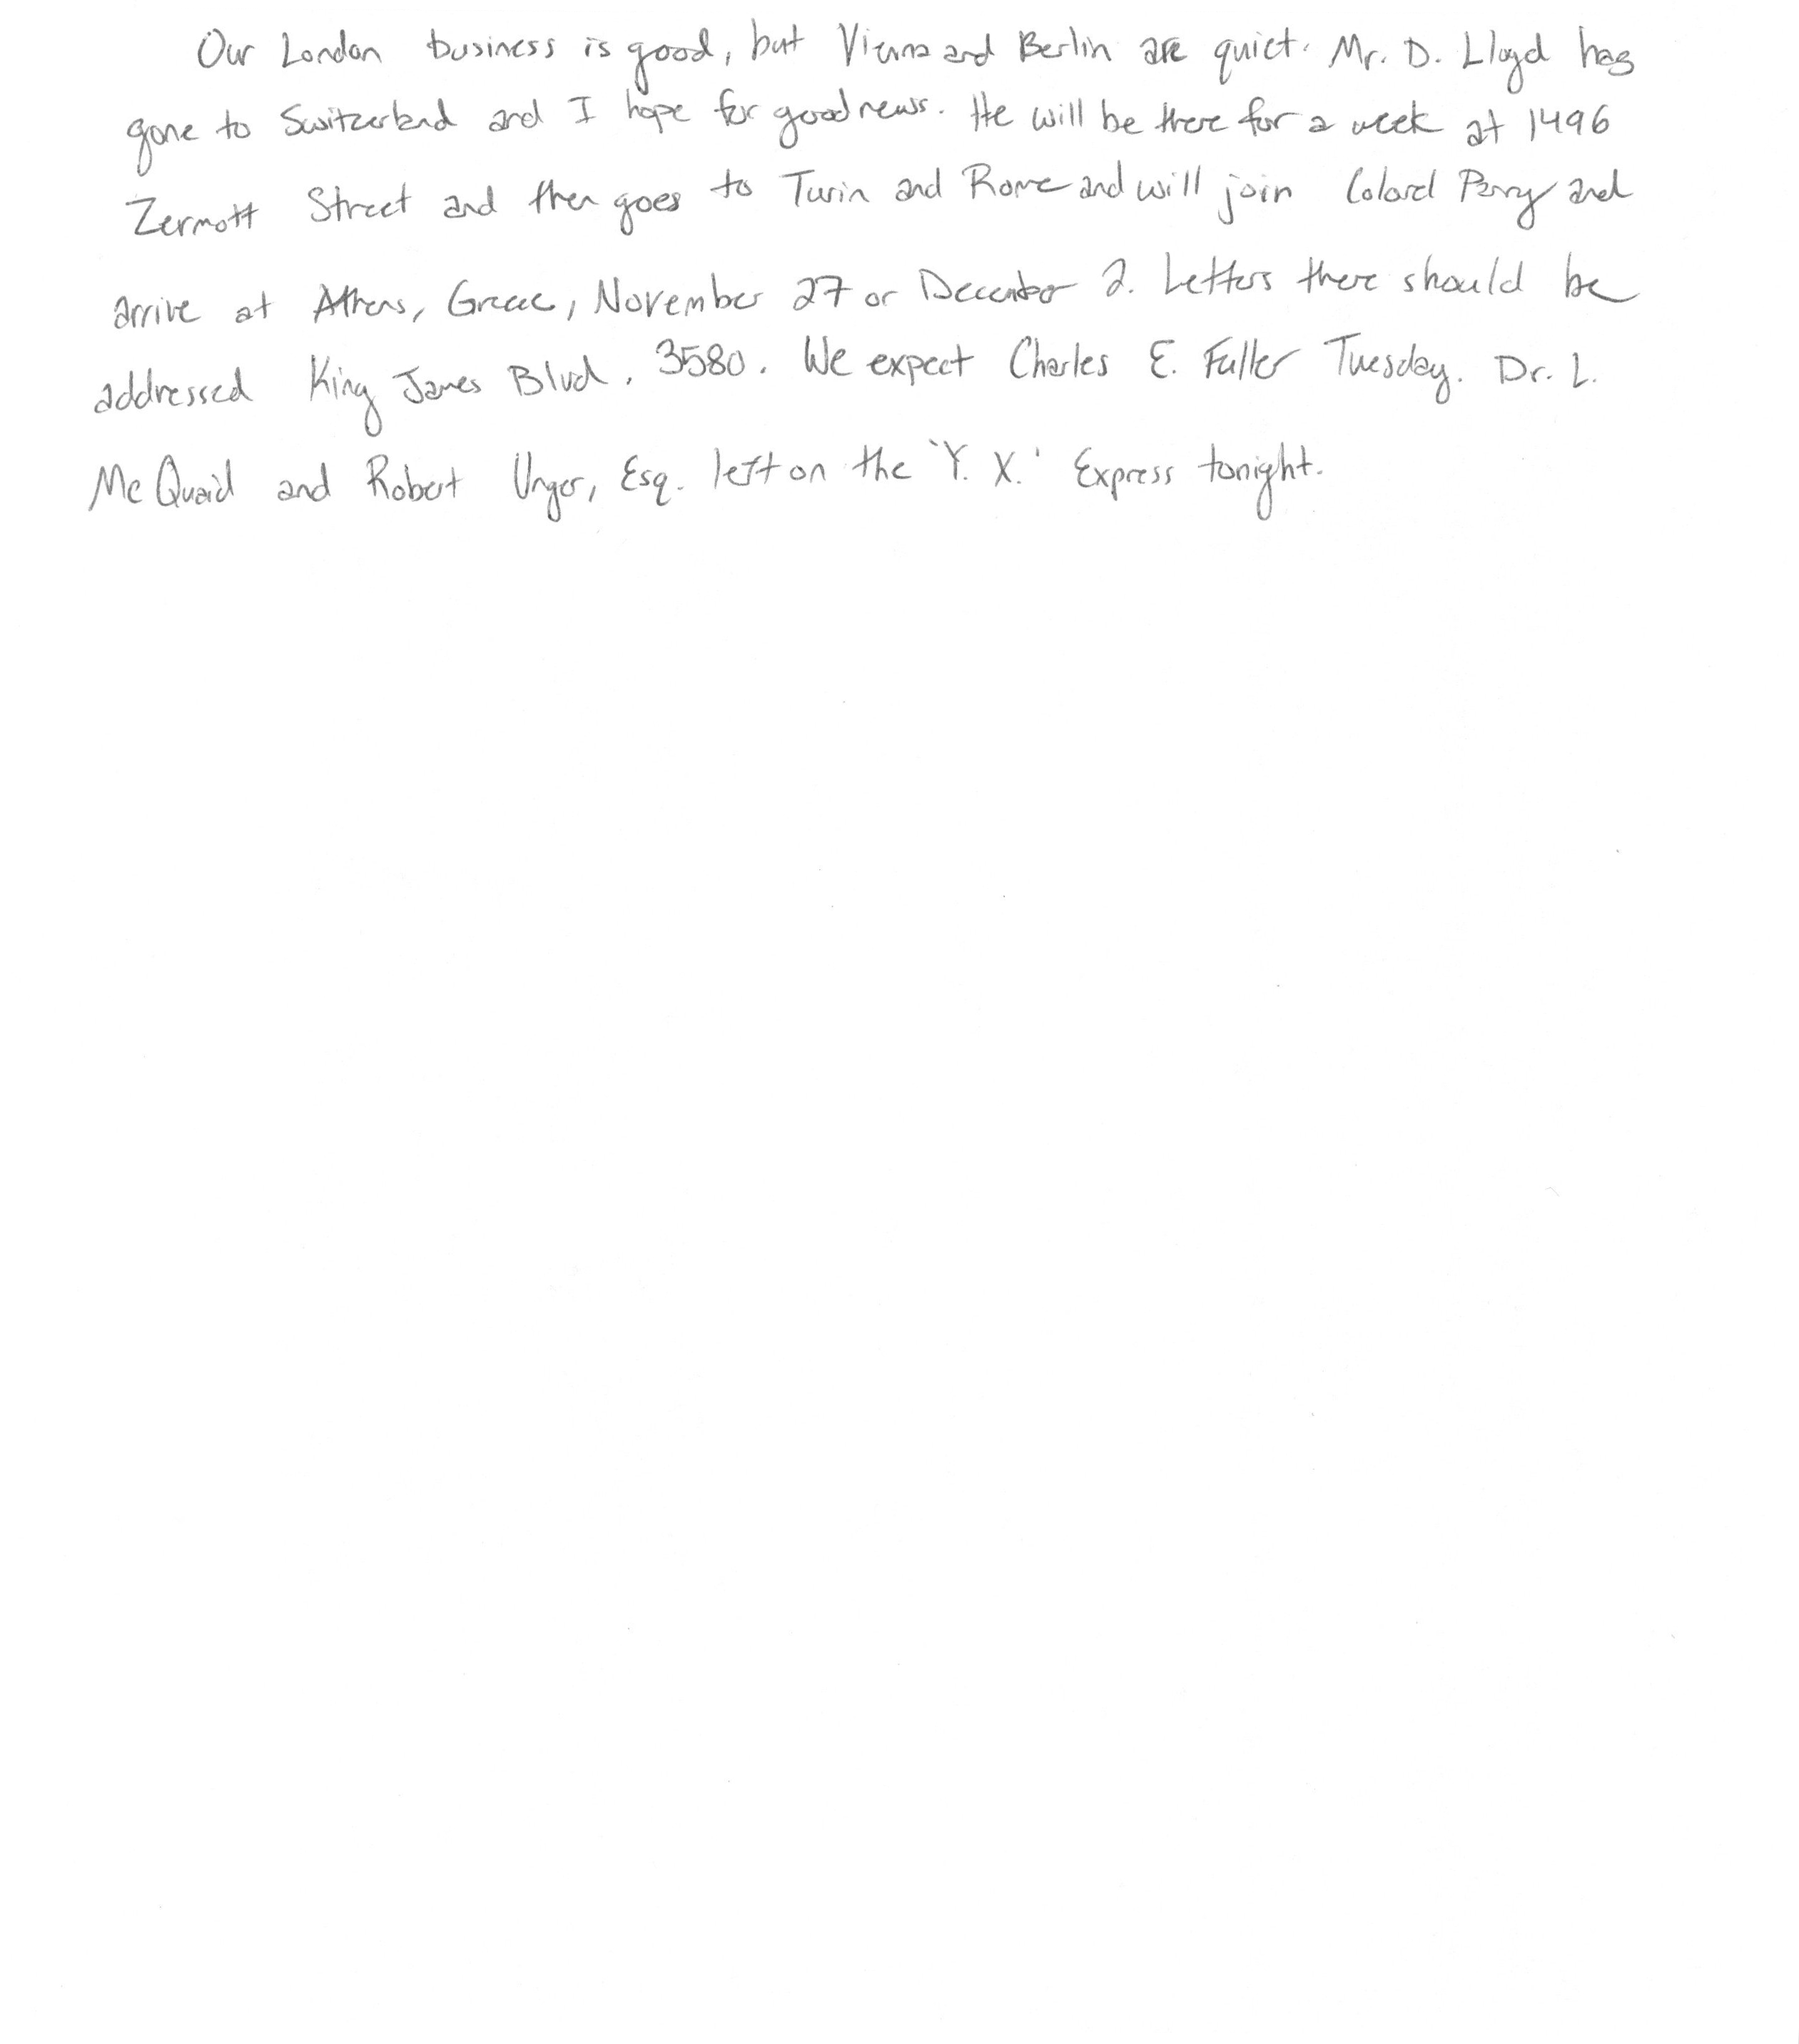 Our London business is good, but Vienna and Berlin are quiet. Mr. D. Lloyd has
gone to Switzerland and I hope for good news. He will be there for a week at 1496
Zermott Street and then goes to Turin and Rome and will join Colonel Parry and
arrive at Athens, Greece, November 27 or December 2. Letters there should be
addressed King James Blvd. 3580. We expect Charles E. Fuller Tuesday. Dr. L.
McQuaid and Robert Unger, Esq. left on the 'Y. X.' Express tonight.